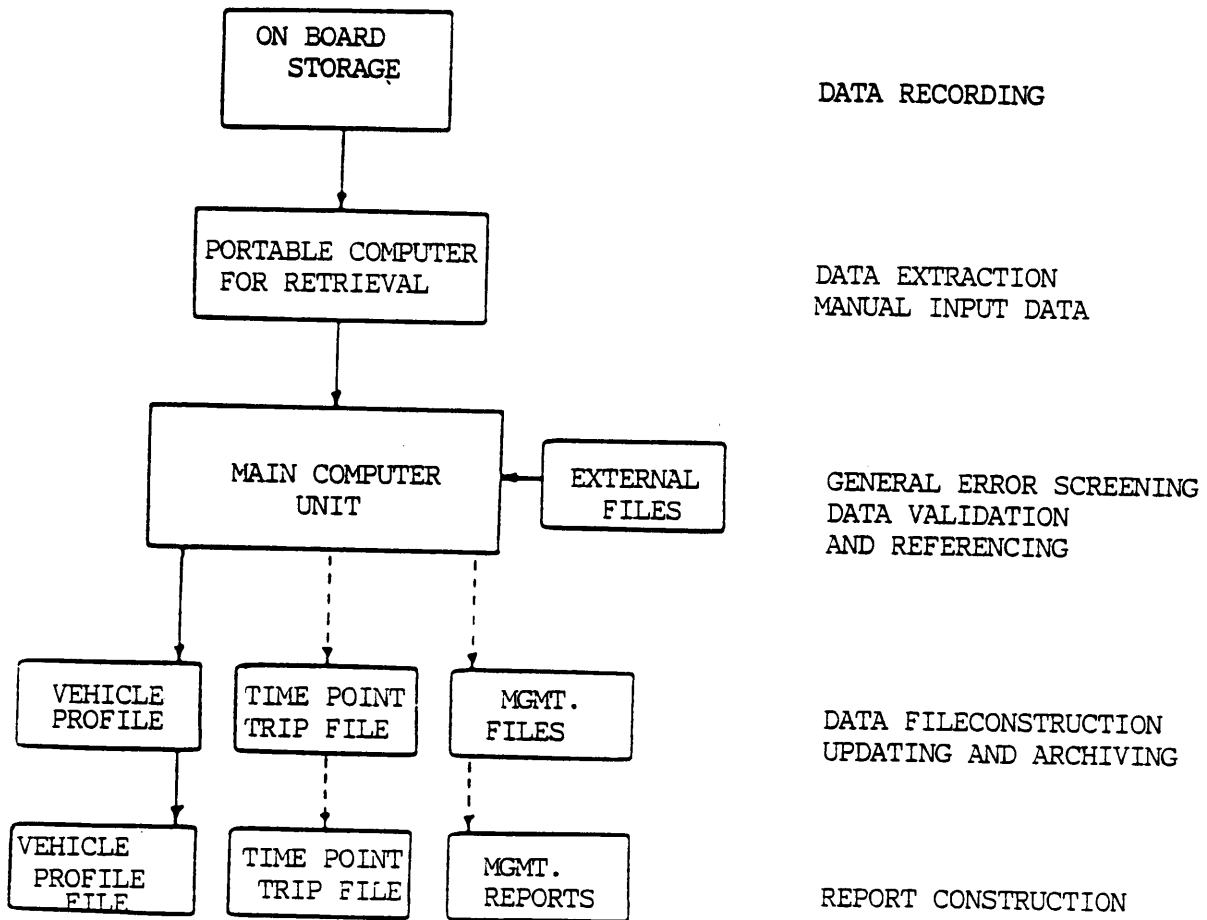 ON BOARD
STORAGE
DATA RECORDING
PORTABLE COMPUTER
FOR RETRIEVAL
DATA EXTRACTION
MANUAL INPUT DATA
MAIN COMPUTER
UNIT
EXTERNAL
FILES
GENERAL ERROR SCREENING
DATA VALIDATION
AND REFERENCING
VEHICLE
PROFILE
TIME POINT
TRIP FILE
MGMT.
FILES
DATA FILECONSTRUCTION
UPDATING AND ARCHIVING
VEHICLE
PROFILE
FILE
TIME POINT
TRIP FILE
MGMT.
REPORTS
REPORT CONSTRUCTION